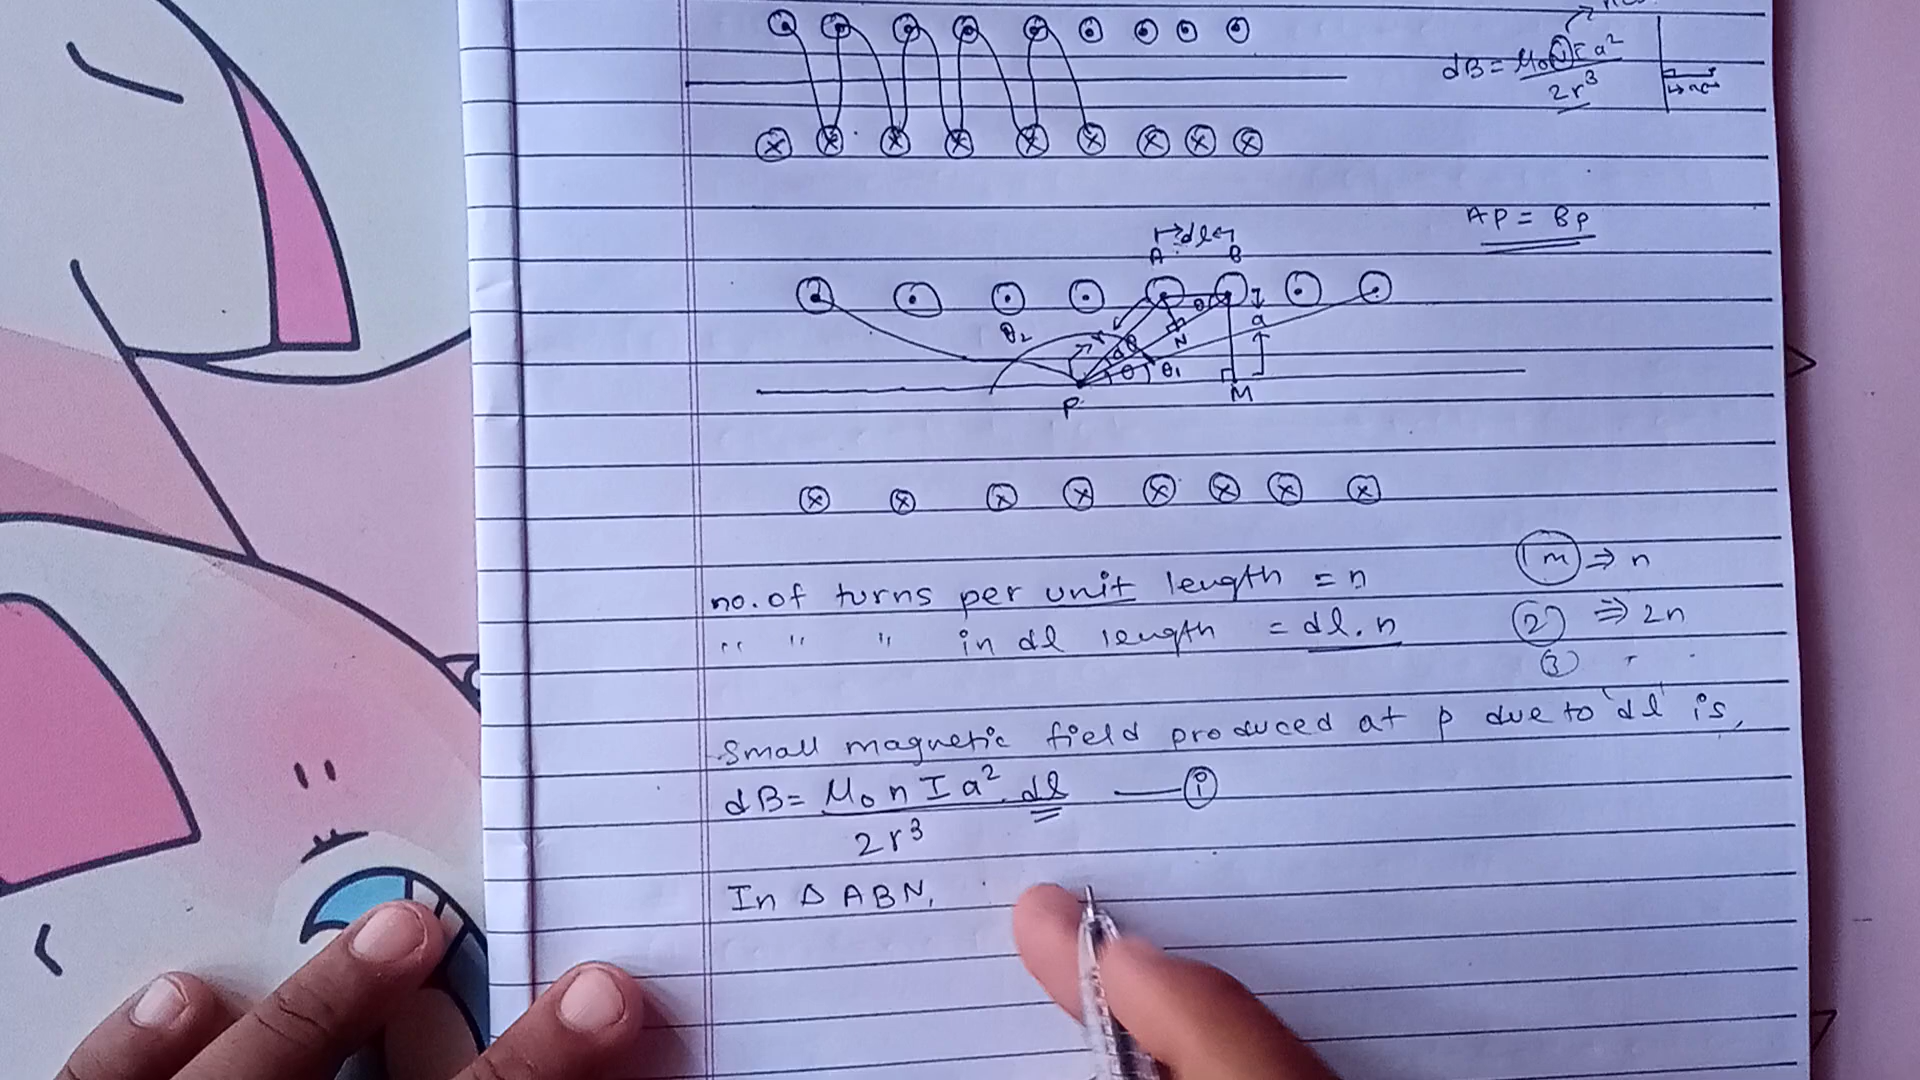 dB = μ₀NIa²
2r³
AP = BP
dl
A B
θ
a
θ₂
r N
dθ
θ θ₁
P M
no. of turns per unit length = n
1m ⇒ n
" " " in dl length = dl.n
2 ⇒ 2n
3
Small magnetic field produced at p due to 'dl' is,
dB = μ₀ n I a². dl —— (i)
2r³
In Δ ABN,